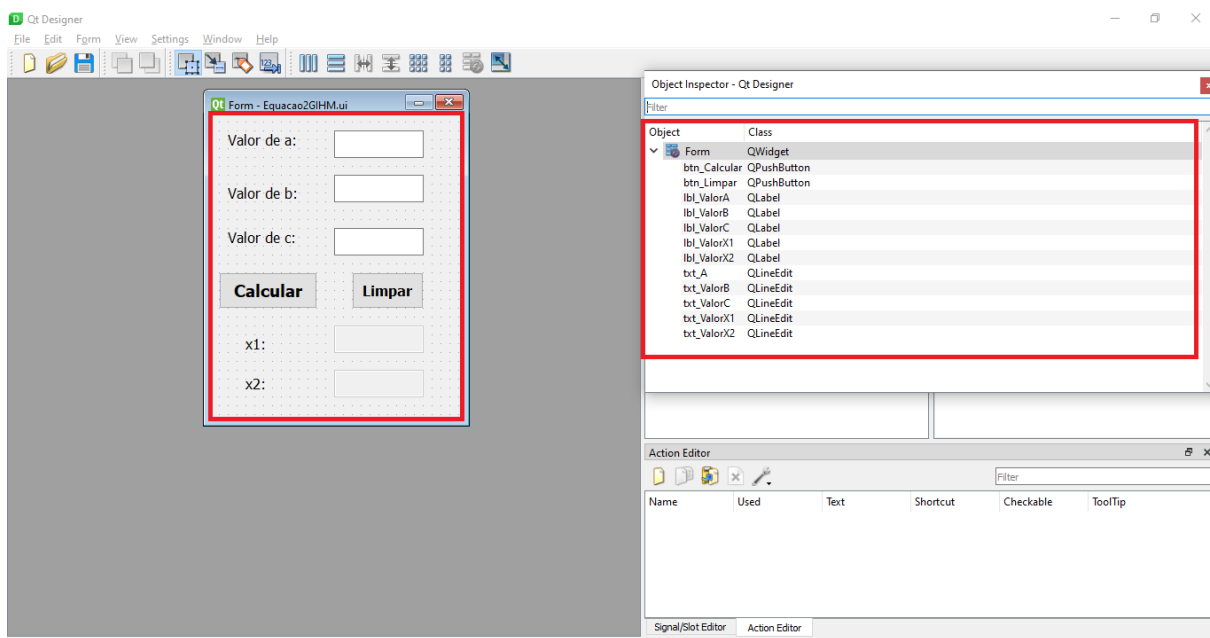 Qt Designer
File Edit Form View Settings Window Help
Form - Equacao2GIHM.ui
Valor de a:
Valor de b:
Valor de c:
Calcular Limpar
x1:
x2:
Object Inspector - Qt Designer
Filter
Object Class
Form QWidget
btn_Calcular QPushButton
btn_Limpar QPushButton
lbl_ValorA QLabel
lbl_ValorB QLabel
lbl_ValorC QLabel
lbl_ValorX1 QLabel
lbl_ValorX2 QLabel
txt_A QLineEdit
txt_ValorB QLineEdit
txt_ValorC QLineEdit
txt_ValorX1 QLineEdit
txt_ValorX2 QLineEdit
Action Editor
Filter
Name Used Text Shortcut Checkable ToolTip
Signal/Slot Editor Action Editor